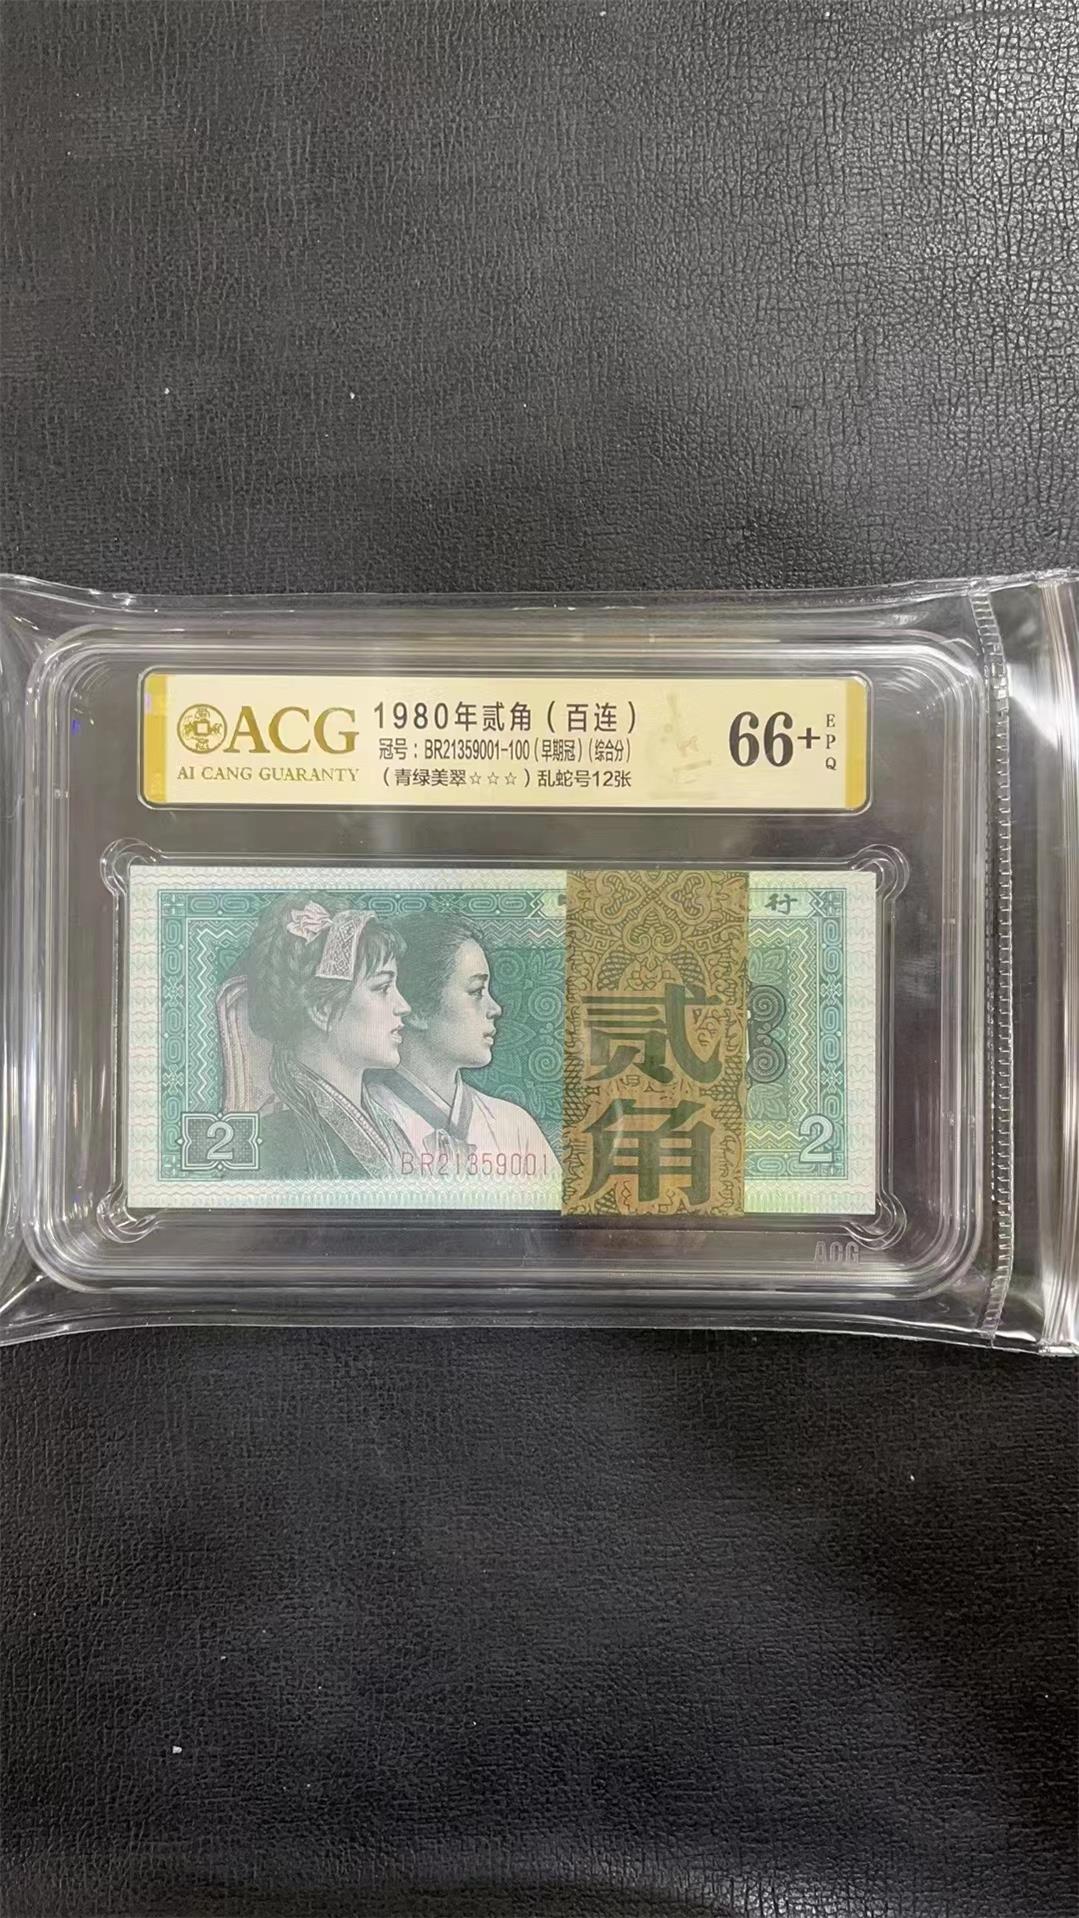 ACG
AI CANG GUARANTY
1980年贰角（百连）
冠号：BR21359001-100（早期冠）（综合分）
（青绿美翠☆☆☆）乱蛇号12张
66+
EPQ
行
贰角
2
BR21359001
2
ACG